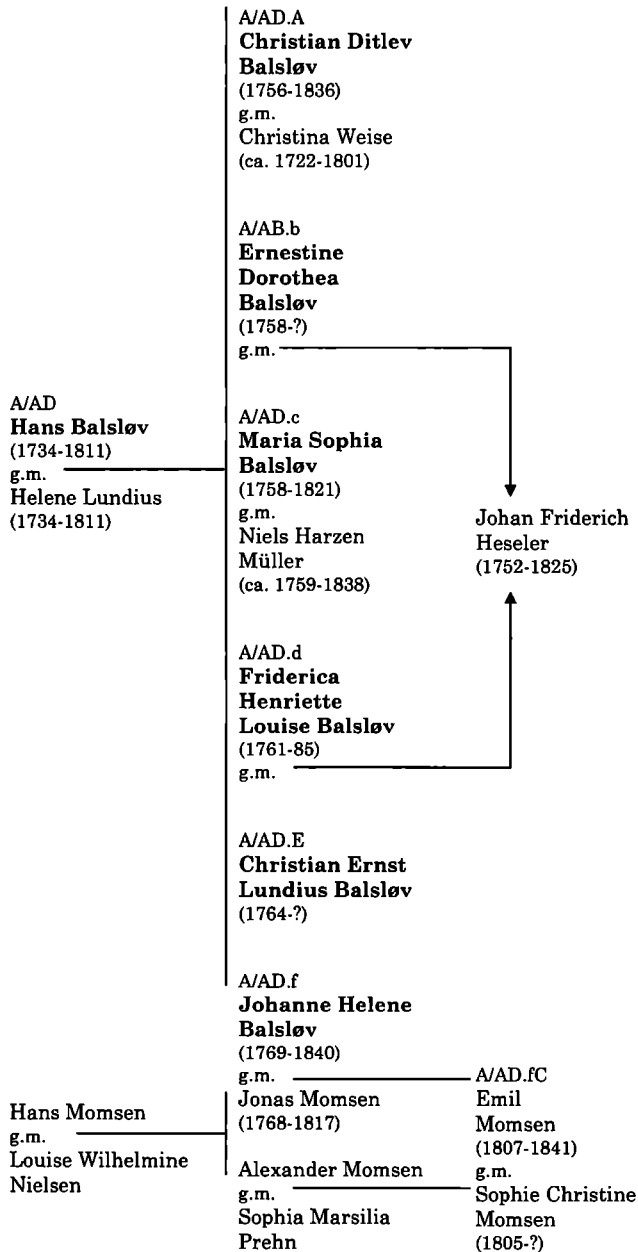 A/AD.A
Christian Ditlev
Balsløv
(1756-1836)
g.m.
Christina Weise
(ca. 1722-1801)
A/AB.b
Ernestine
Dorothea
Balsløv
(1758-?)
g.m.
A/AD
Hans Balsløv
(1734-1811)
g.m.
Helene Lundius
(1734-1811)
A/AD.c
Maria Sophia
Balsløv
(1758-1821)
g.m.
Niels Harzen
Müller
(ca. 1759-1838)
Johan Friderich
Heseler
(1752-1825)
A/AD.d
Friderica
Henriette
Louise Balsløv
(1761-85)
g.m.
A/AD.E
Christian Ernst
Lundius Balsløv
(1764-?)
A/AD.f
Johanne Helene
Balsløv
(1769-1840)
g.m.
Jonas Momsen
(1768-1817)
A/AD.fC
Emil
Momsen
(1807-1841)
g.m.
Sophie Christine
Momsen
(1805-?)
Hans Momsen
g.m.
Louise Wilhelmine
Nielsen
Alexander Momsen
g.m.
Sophia Marsilia
Prehn